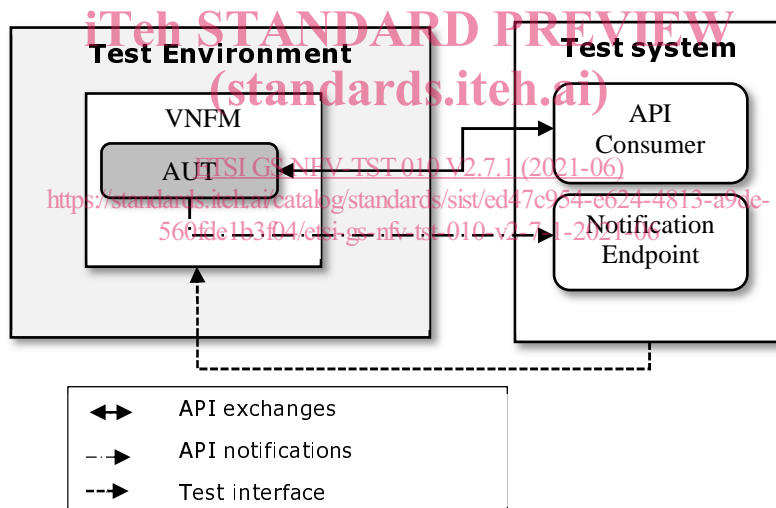 iTeh STANDARD PREVIEW
(standards.iteh.ai)
Test Environment
Test system
VNFM
AUT
API
Consumer
ETSI GS NFV-TST 010 V2.7.1 (2021-06)
https://standards.iteh.ai/catalog/standards/sist/ed47c954-e624-4813-a9de-
560fde1b3f04/etsi-gs-nfv-tst-010-v2-7-1-2021-06
Notification
Endpoint
API exchanges
API notifications
Test interface